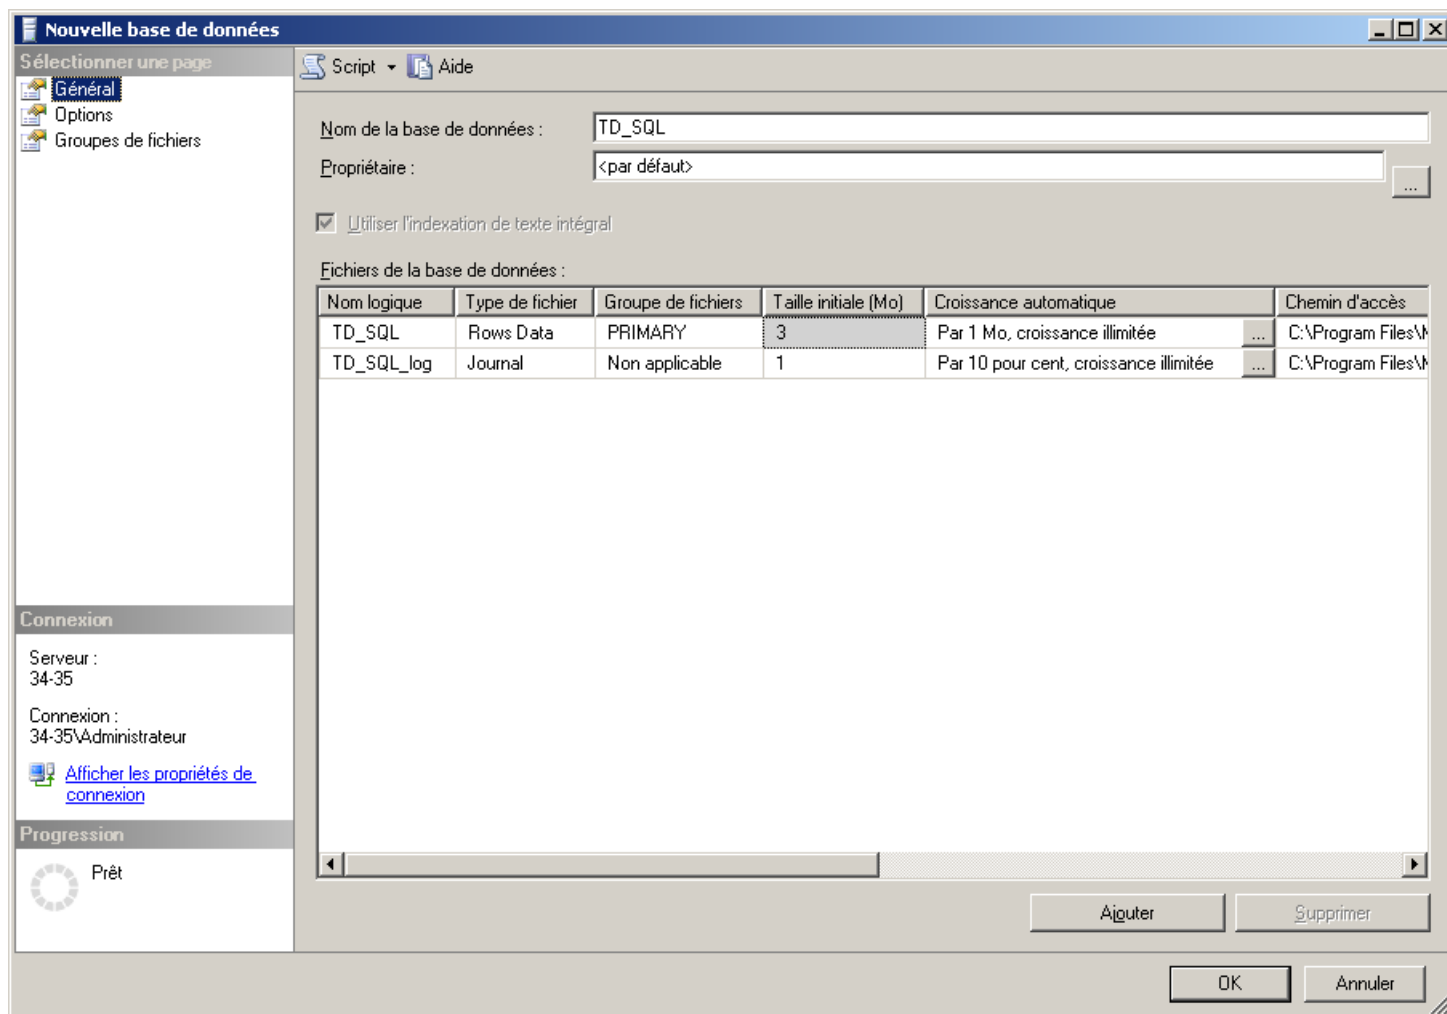 Nouvelle base de données
Sélectionner une page
Général
Options
Groupes de fichiers
Script
Aide
Nom de la base de données :
TD_SQL
Propriétaire :
<par défaut>
...
Utiliser l'indexation de texte intégral
Fichiers de la base de données :
Nom logique Type de fichier Groupe de fichiers Taille initiale (Mo) Croissance automatique Chemin d'accès
TD_SQL Rows Data PRIMARY 3 Par 1 Mo, croissance illimitée ... C:\Program Files\
TD_SQL_log Journal Non applicable 1 Par 10 pour cent, croissance illimitée ... C:\Program Files\
Connexion
Serveur :
34-35
Connexion :
34-35\Administrateur
Afficher les propriétés de
connexion
Progression
Prêt
Ajouter
Supprimer
OK
Annuler